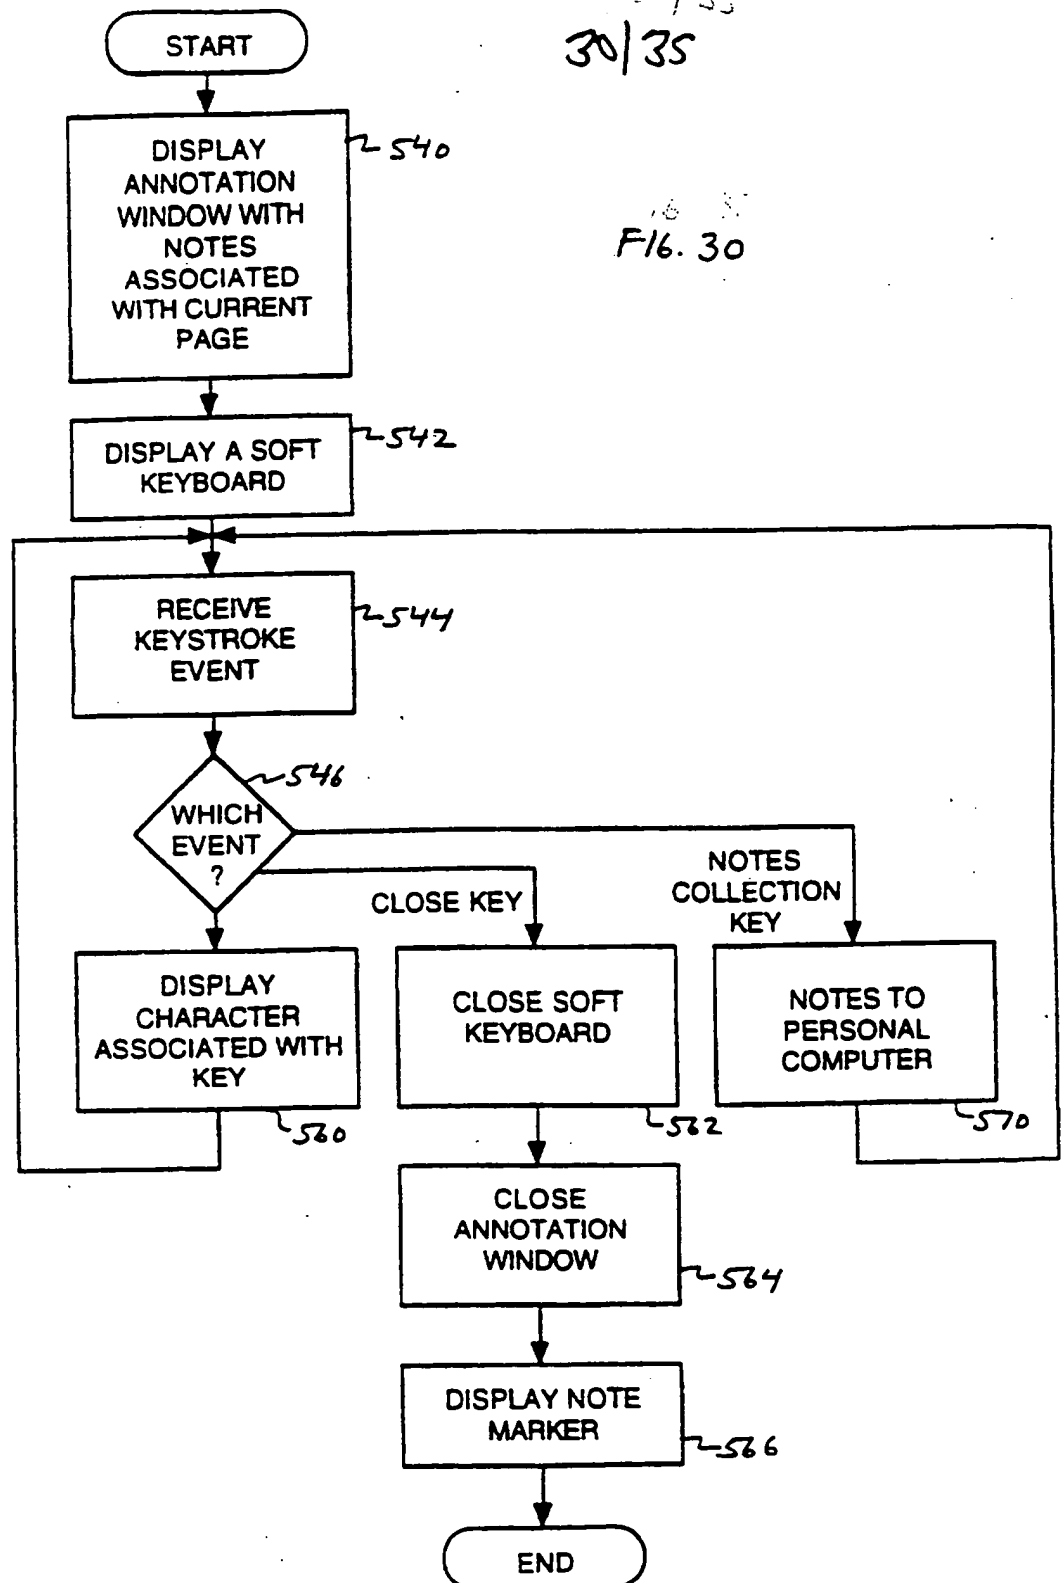 30/35
START
DISPLAY
ANNOTATION
WINDOW WITH
NOTES
ASSOCIATED
WITH CURRENT
PAGE
540
FIG. 30
DISPLAY A SOFT
KEYBOARD
542
RECEIVE
KEYSTROKE
EVENT
544
WHICH
EVENT
?
546
CLOSE KEY
NOTES
COLLECTION
KEY
DISPLAY
CHARACTER
ASSOCIATED WITH
KEY
560
CLOSE SOFT
KEYBOARD
562
NOTES TO
PERSONAL
COMPUTER
570
CLOSE
ANNOTATION
WINDOW
564
DISPLAY NOTE
MARKER
566
END